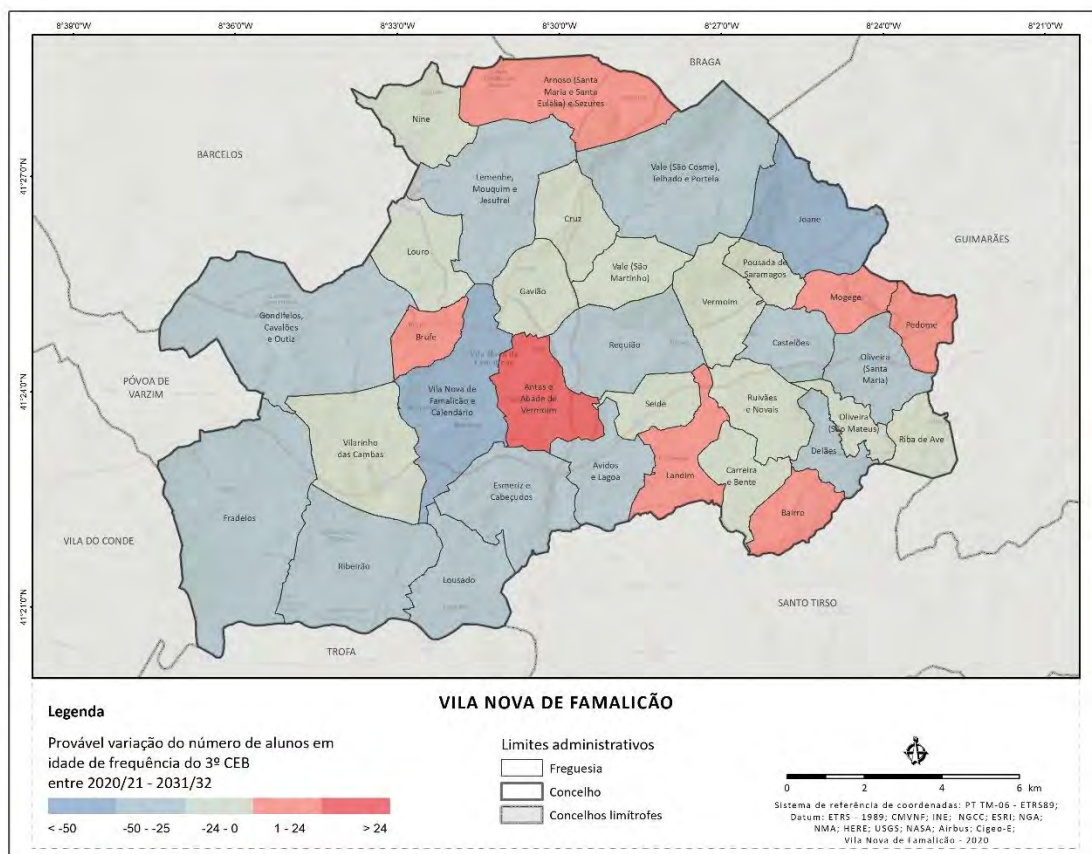 8°39'0"W 8°36'0"W 8°33'0"W 8°30'0"W 8°27'0"W 8°24'0"W 8°21'0"W
BRAGA
Arnoso (Santa
Maria e Santa
Eulália) e Sezures
Nine
BARCELOS
41°27'0"N
Vale (São Cosme),
Telhado e Portela
Lemenhe,
Mouquim e
Jesufrei
Cruz
Joane
GUIMARÃES
Louro
Vale (São
Martinho)
Pousada de
Saramagos
Gavião
Vermoim
Mogege
Pedome
Gondifelos,
Cavalões
e Outiz
Brufe
Requião
Castelões
Oliveira
(Santa
Maria)
PÓVOA DE
VARZIM
41°24'0"N
Vila Nova de
Famalicão e
Calendário
Antas e
Abade de
Vermoim
Seide
Ruivães
e Novais
Oliveira
(São Mateus)
Riba de Ave
Vilarinho
das Cambas
Delães
Avidos
e Lagoa
Landim
Carreira
e Bente
Esmeriz e
Cabeçudos
Bairro
Fradelos
VILA DO CONDE
Ribeirão
Lousado
SANTO TIRSO
41°21'0"N
TROFA
VILA NOVA DE FAMALICÃO
Legenda
Provável variação do número de alunos em
idade de frequência do 3º CEB
entre 2020/21 - 2031/32
< -50 -50 - -25 -24 - 0 1 - 24 > 24
Limites administrativos
Freguesia
Concelho
Concelhos limítrofes
0 2 4 6 km
Sistema de referência de coordenadas: PT TM-06 - ETRS89;
Datum: ETRS - 1989; CMVNF; INE; NGCC; ESRI; NGA;
NMA; HERE; USGS; NASA; Airbus; Cigeo-E;
Vila Nova de Famalicão - 2020